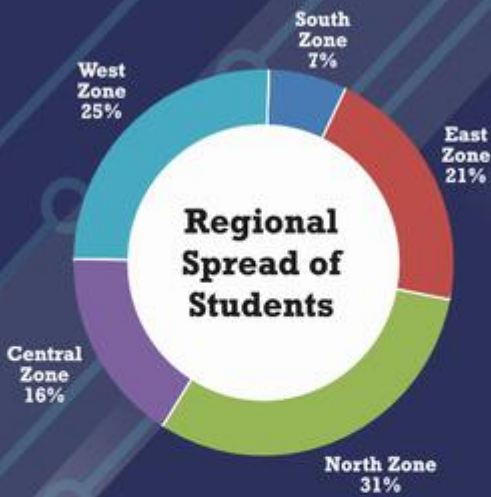 South
Zone
7%
West
Zone
25%
East
Zone
21%
Regional
Spread of
Students
Central
Zone
16%
North Zone
31%